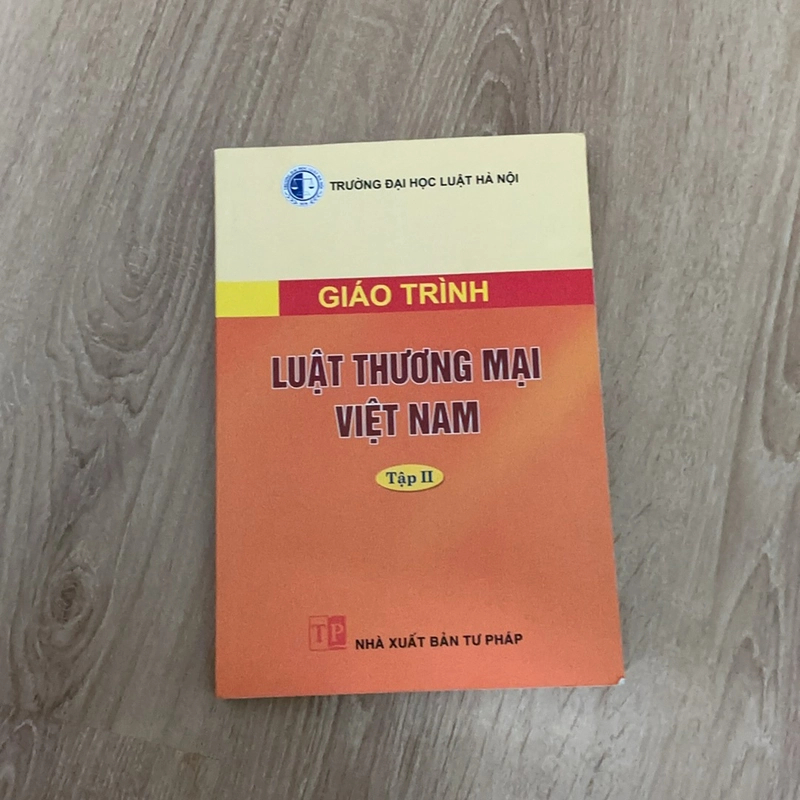 TRƯỜNG ĐẠI HỌC LUẬT HÀ NỘI
GIÁO TRÌNH
LUẬT THƯƠNG MẠI
VIỆT NAM
Tập II
TP
NHÀ XUẤT BẢN TƯ PHÁP